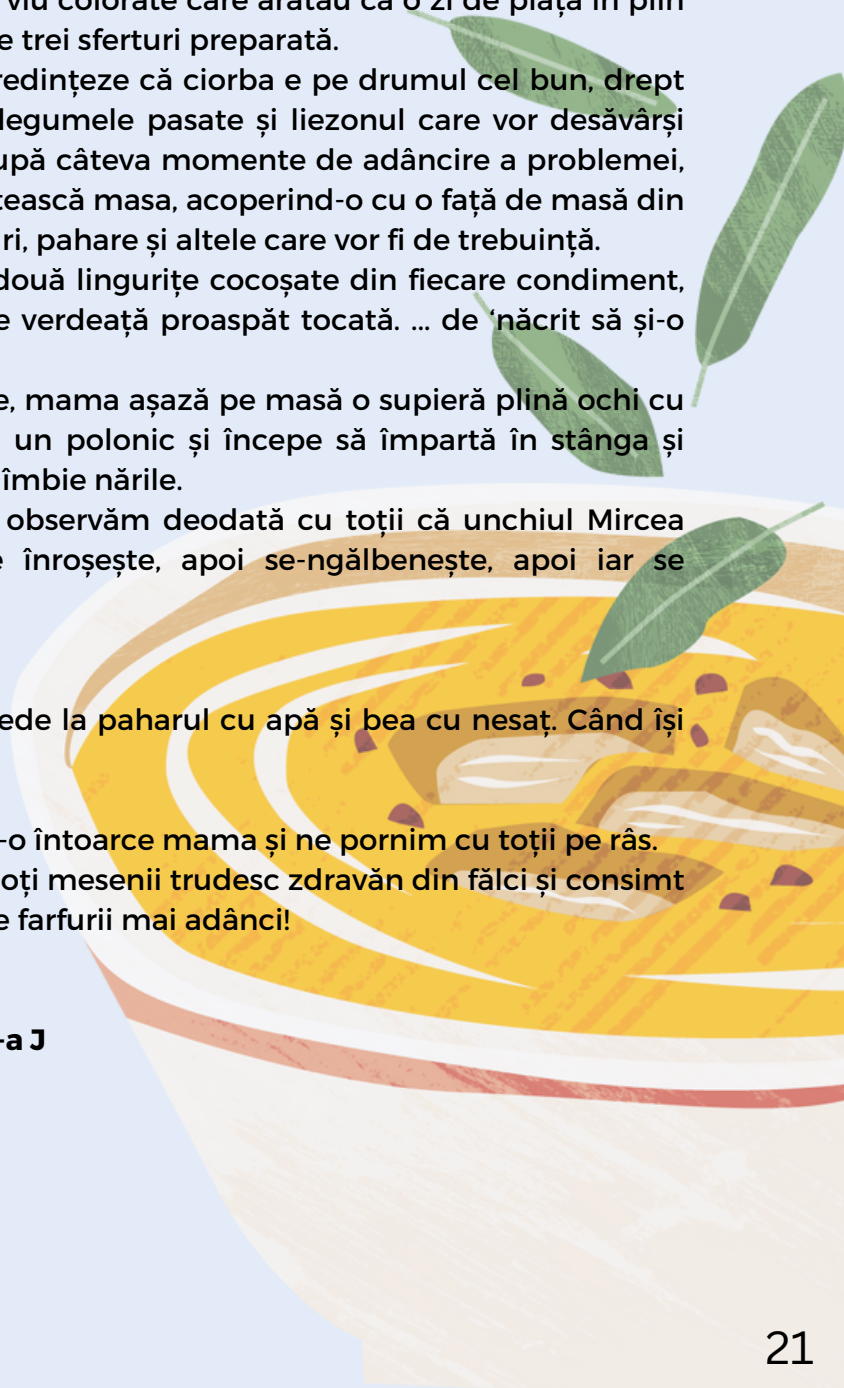 viu colorate care arătau ca o zi de piață în plin
e trei sferturi preparată.
redințeze că ciorba e pe drumul cel bun, drept
legumele pasate și liezonul care vor desăvârși
upă câteva momente de adâncire a problemei,
tească masa, acoperind-o cu o față de masă din
ri, pahare și altele care vor fi de trebuință.
două lingurițe cocoșate din fiecare condiment,
e verdeață proaspăt tocată. ... de ‘năcrit să și-o
e, mama așază pe masă o supieră plină ochi cu
un polonic și începe să împartă în stânga și
îmbie nările.
observăm deodată cu toții că unchiul Mircea
e înroșește, apoi se-ngălbenește, apoi iar se
ede la paharul cu apă și bea cu nesaț. Când își
-o întoarce mama și ne pornim cu toții pe râs.
oți mesenii trudesc zdravăn din fălci și consimt
e farfurii mai adânci!
-a J
21